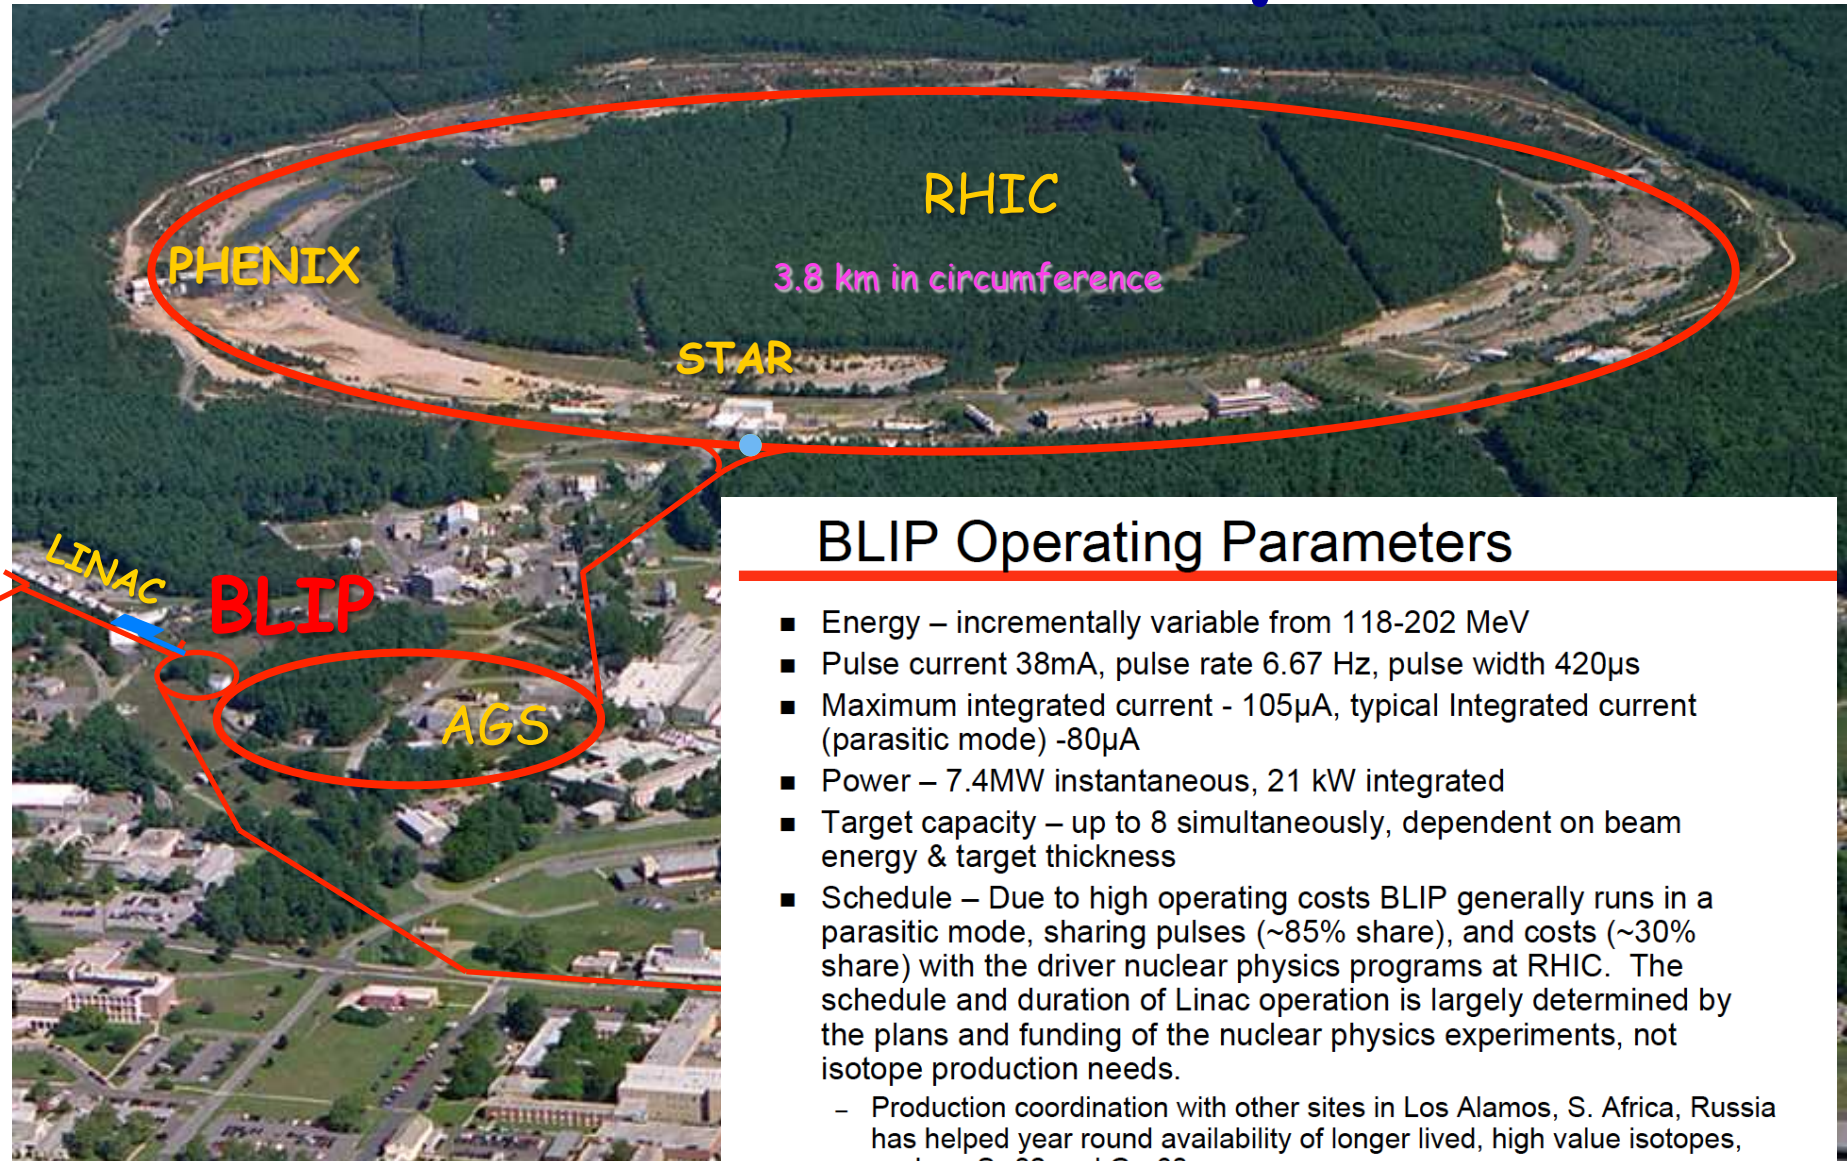 RHIC
PHENIX
3.8 km in circumference
STAR
LINAC
BLIP
AGS
BLIP Operating Parameters
■ Energy – incrementally variable from 118-202 MeV
■ Pulse current 38mA, pulse rate 6.67 Hz, pulse width 420µs
■ Maximum integrated current - 105µA, typical Integrated current
(parasitic mode) -80µA
■ Power – 7.4MW instantaneous, 21 kW integrated
■ Target capacity – up to 8 simultaneously, dependent on beam
energy & target thickness
■ Schedule – Due to high operating costs BLIP generally runs in a
parasitic mode, sharing pulses (~85% share), and costs (~30%
share) with the driver nuclear physics programs at RHIC. The
schedule and duration of Linac operation is largely determined by
the plans and funding of the nuclear physics experiments, not
isotope production needs.
– Production coordination with other sites in Los Alamos, S. Africa, Russia
has helped year round availability of longer lived, high value isotopes,